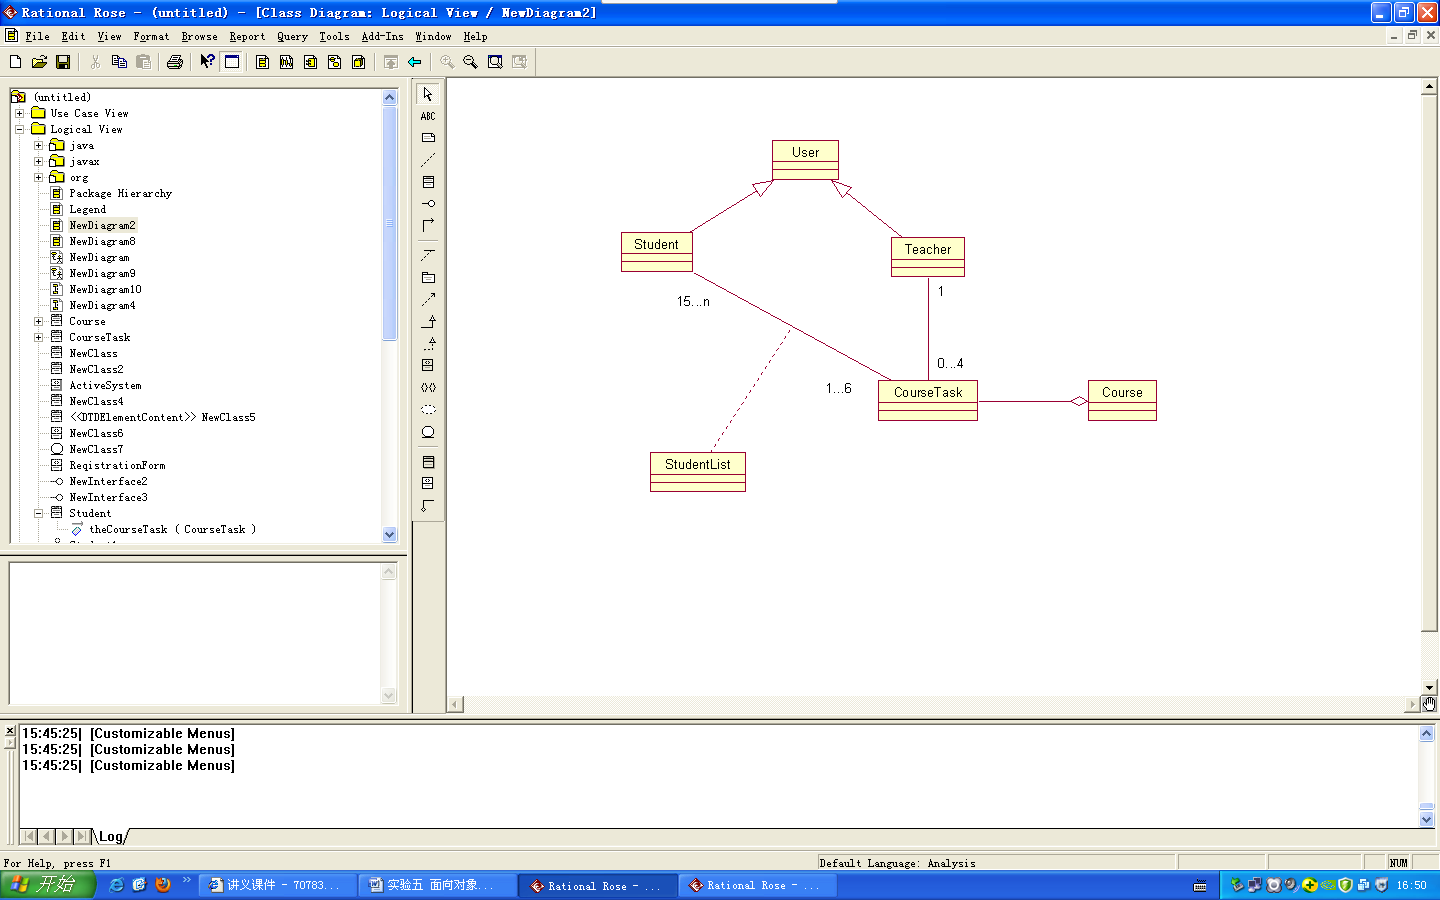 Rational Rose - (untitled) - [Class Diagram: Logical View / NewDiagram2]
File Edit View Format Browse Report Query Tools Add-Ins Window Help
(untitled)
Use Case View
Logical View
java
javax
org
Package Hierarchy
Legend
NewDiagram2
NewDiagram8
NewDiagram
NewDiagram9
NewDiagram10
NewDiagram4
Course
CourseTask
NewClass
NewClass2
ActiveSystem
NewClass4
<<DTDElementContent>> NewClass5
NewClass6
NewClass7
ReqistrationForm
NewInterface2
NewInterface3
Student
theCourseTask ( CourseTask )
ABC
User
Student
Teacher
15...n
1
0...4
1...6
CourseTask
Course
StudentList
15:45:25| [Customizable Menus]
15:45:25| [Customizable Menus]
15:45:25| [Customizable Menus]
Log
For Help, press F1
Default Language: Analysis
NUM
开始
讲义课件 - 70783...
实验五 面向对象...
Rational Rose - ...
Rational Rose - ...
16:50